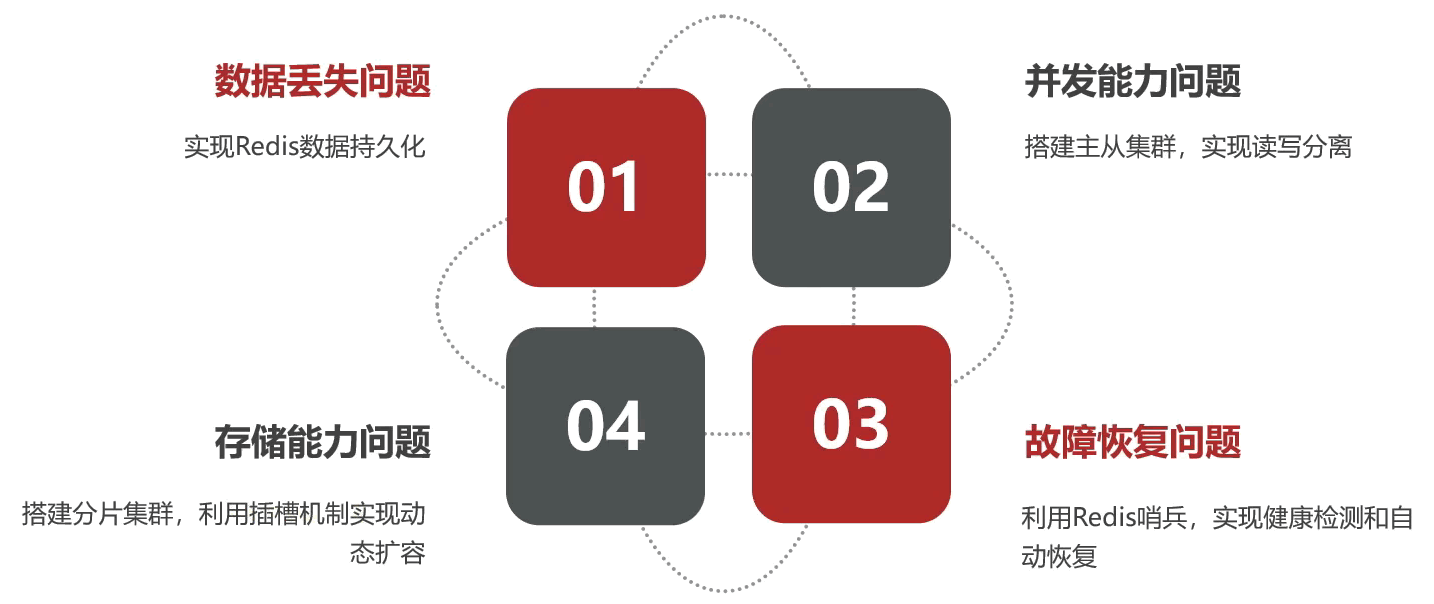 数据丢失问题
实现Redis数据持久化
01
02
并发能力问题
搭建主从集群，实现读写分离
存储能力问题
搭建分片集群，利用插槽机制实现动
态扩容
04
03
故障恢复问题
利用Redis哨兵，实现健康检测和自
动恢复